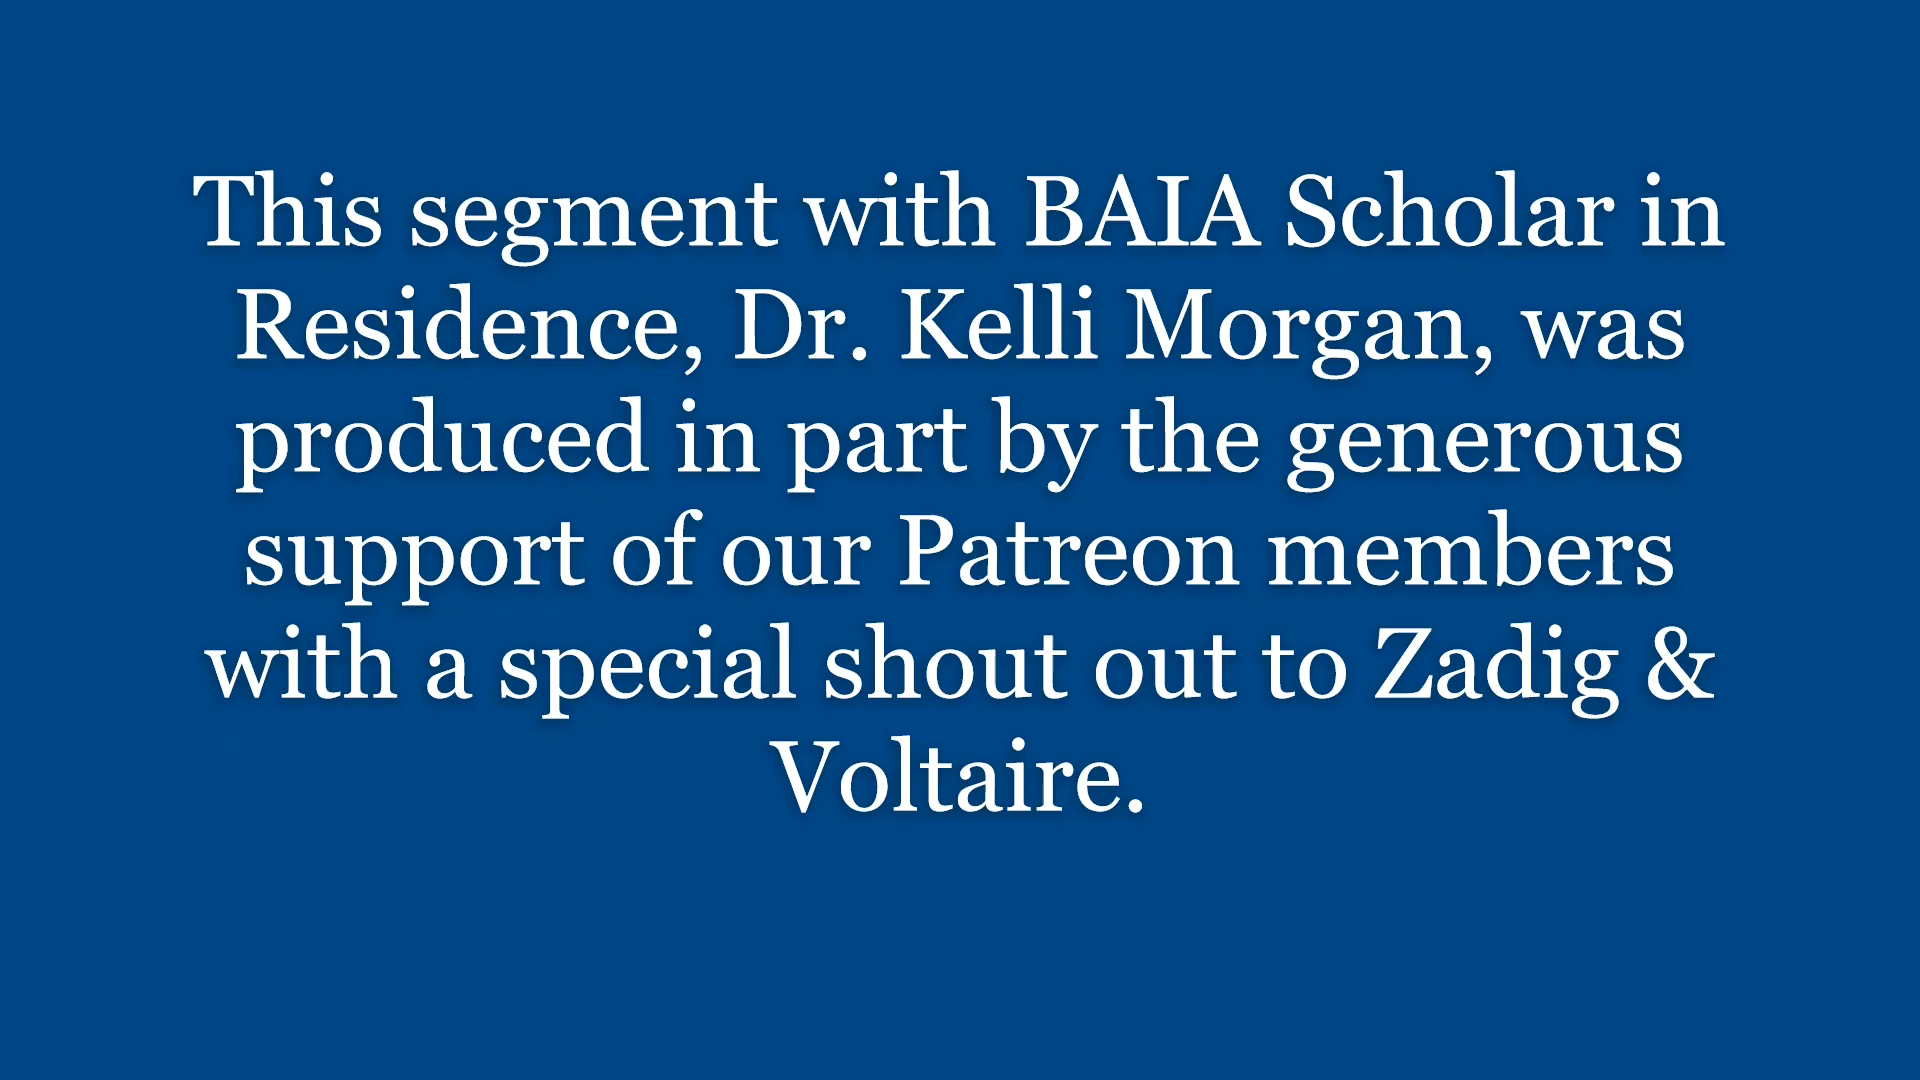 This segment with BAIA Scholar in
Residence, Dr. Kelli Morgan, was
produced in part by the generous
support of our Patreon members
with a special shout out to Zadig &
Voltaire.